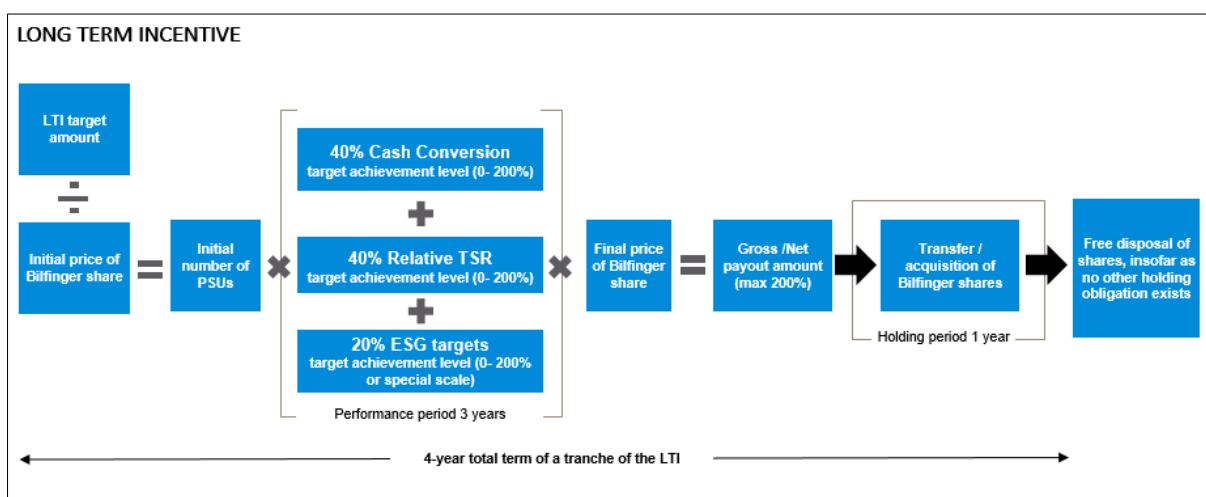 LONG TERM INCENTIVE
LTI target
amount
Initial price of
Bilfinger share
Initial
number of
PSUs
40% Cash Conversion
target achievement level (0- 200%)
40% Relative TSR
target achievement level (0- 200%)
20% ESG targets
target achievement level (0- 200%
or special scale)
Performance period 3 years
Final price
of Bilfinger
share
Gross /Net
payout amount
(max 200%)
Transfer /
acquisition of
Bilfinger shares
Holding period 1 year
Free disposal of
shares, insofar as
no other holding
obligation exists
4-year total term of a tranche of the LTI